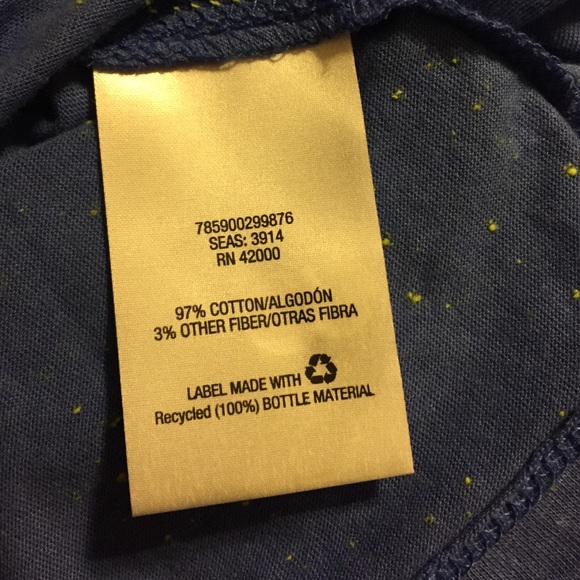 785900299876
SEAS: 3914
RN 42000
97% COTTON/ALGODÓN
3% OTHER FIBER/OTRAS FIBRA
LABEL MADE WITH
Recycled (100%) BOTTLE MATERIAL